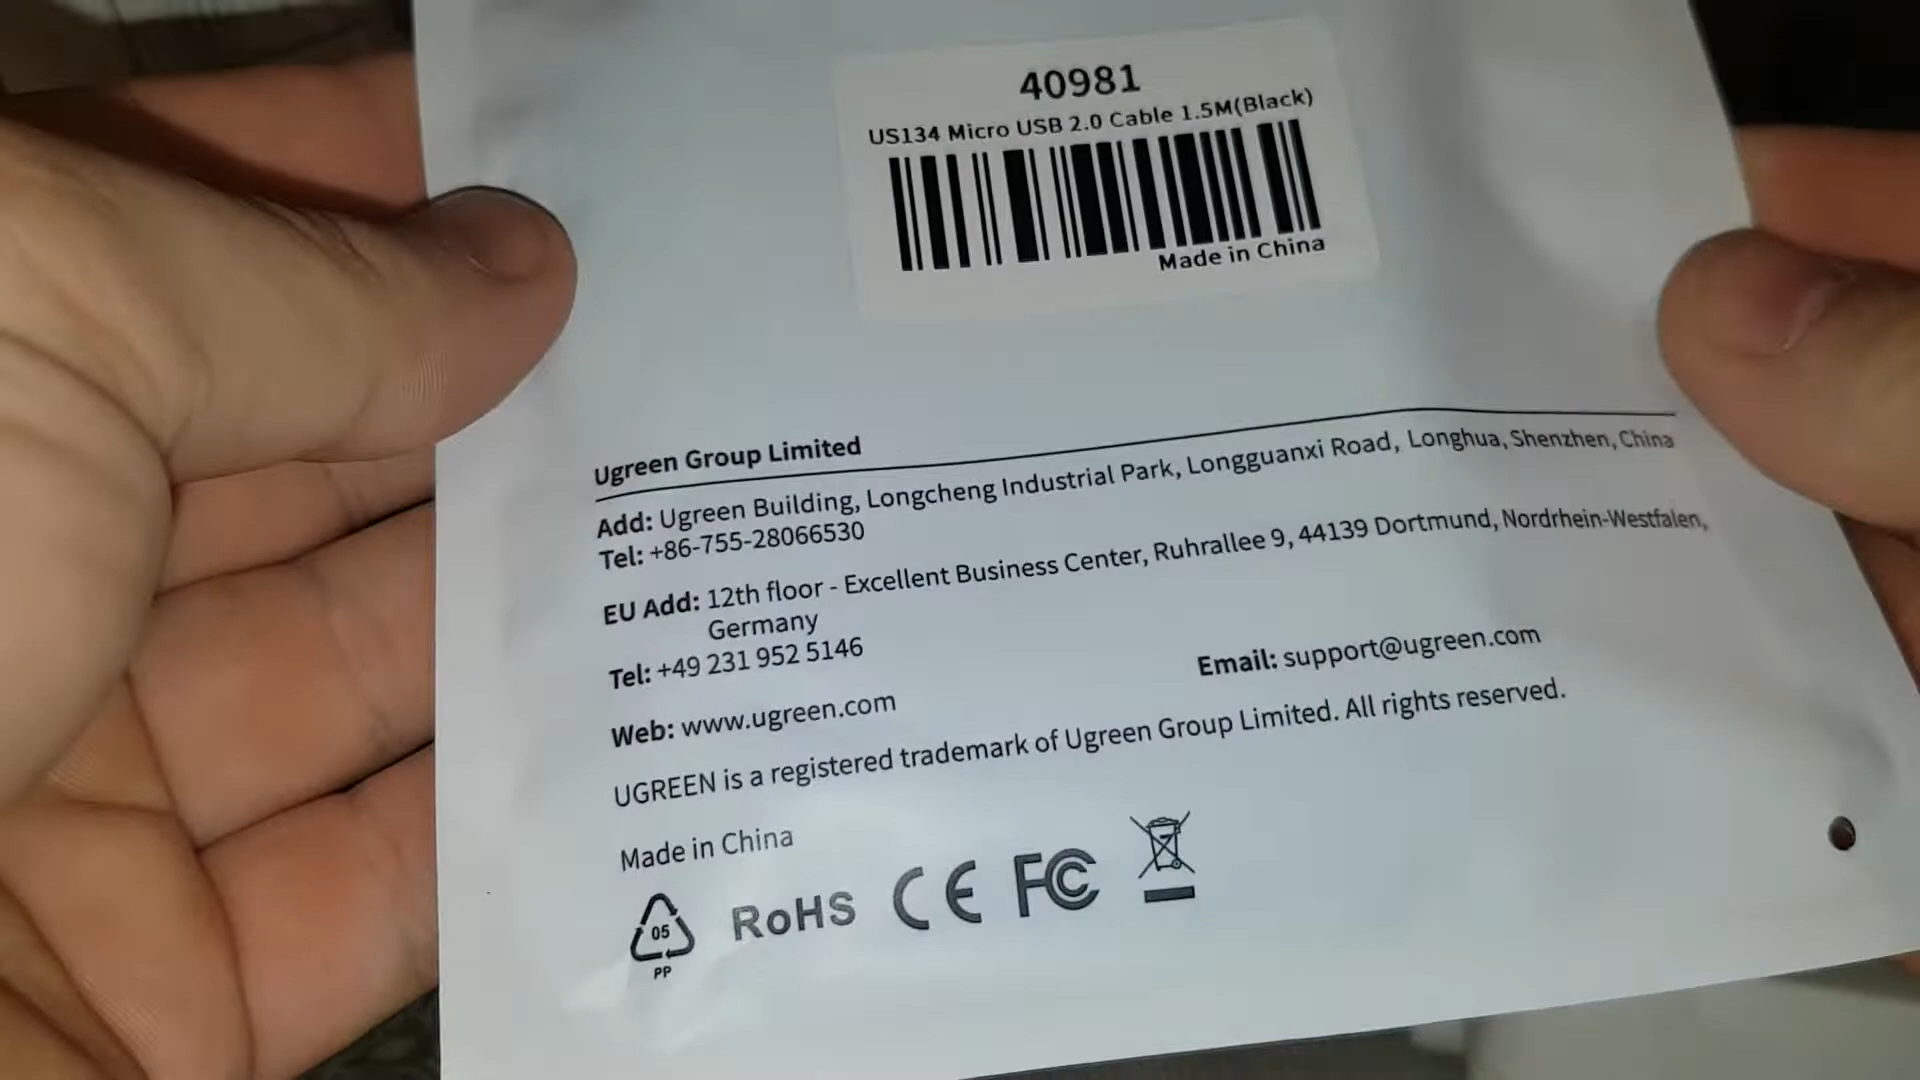 40981
US134 Micro USB 2.0 Cable 1.5M(Black)
Made in China
Ugreen Group Limited
Add: Ugreen Building, Longcheng Industrial Park, Longguanxi Road, Longhua, Shenzhen, China
Tel: +86-755-28066530
EU Add: 12th floor - Excellent Business Center, Ruhrallee 9, 44139 Dortmund, Nordrhein-Westfalen,
Germany
Tel: +49 231 952 5146
Email: support@ugreen.com
Web: www.ugreen.com
UGREEN is a registered trademark of Ugreen Group Limited. All rights reserved.
Made in China
05
PP
RoHS CE FC